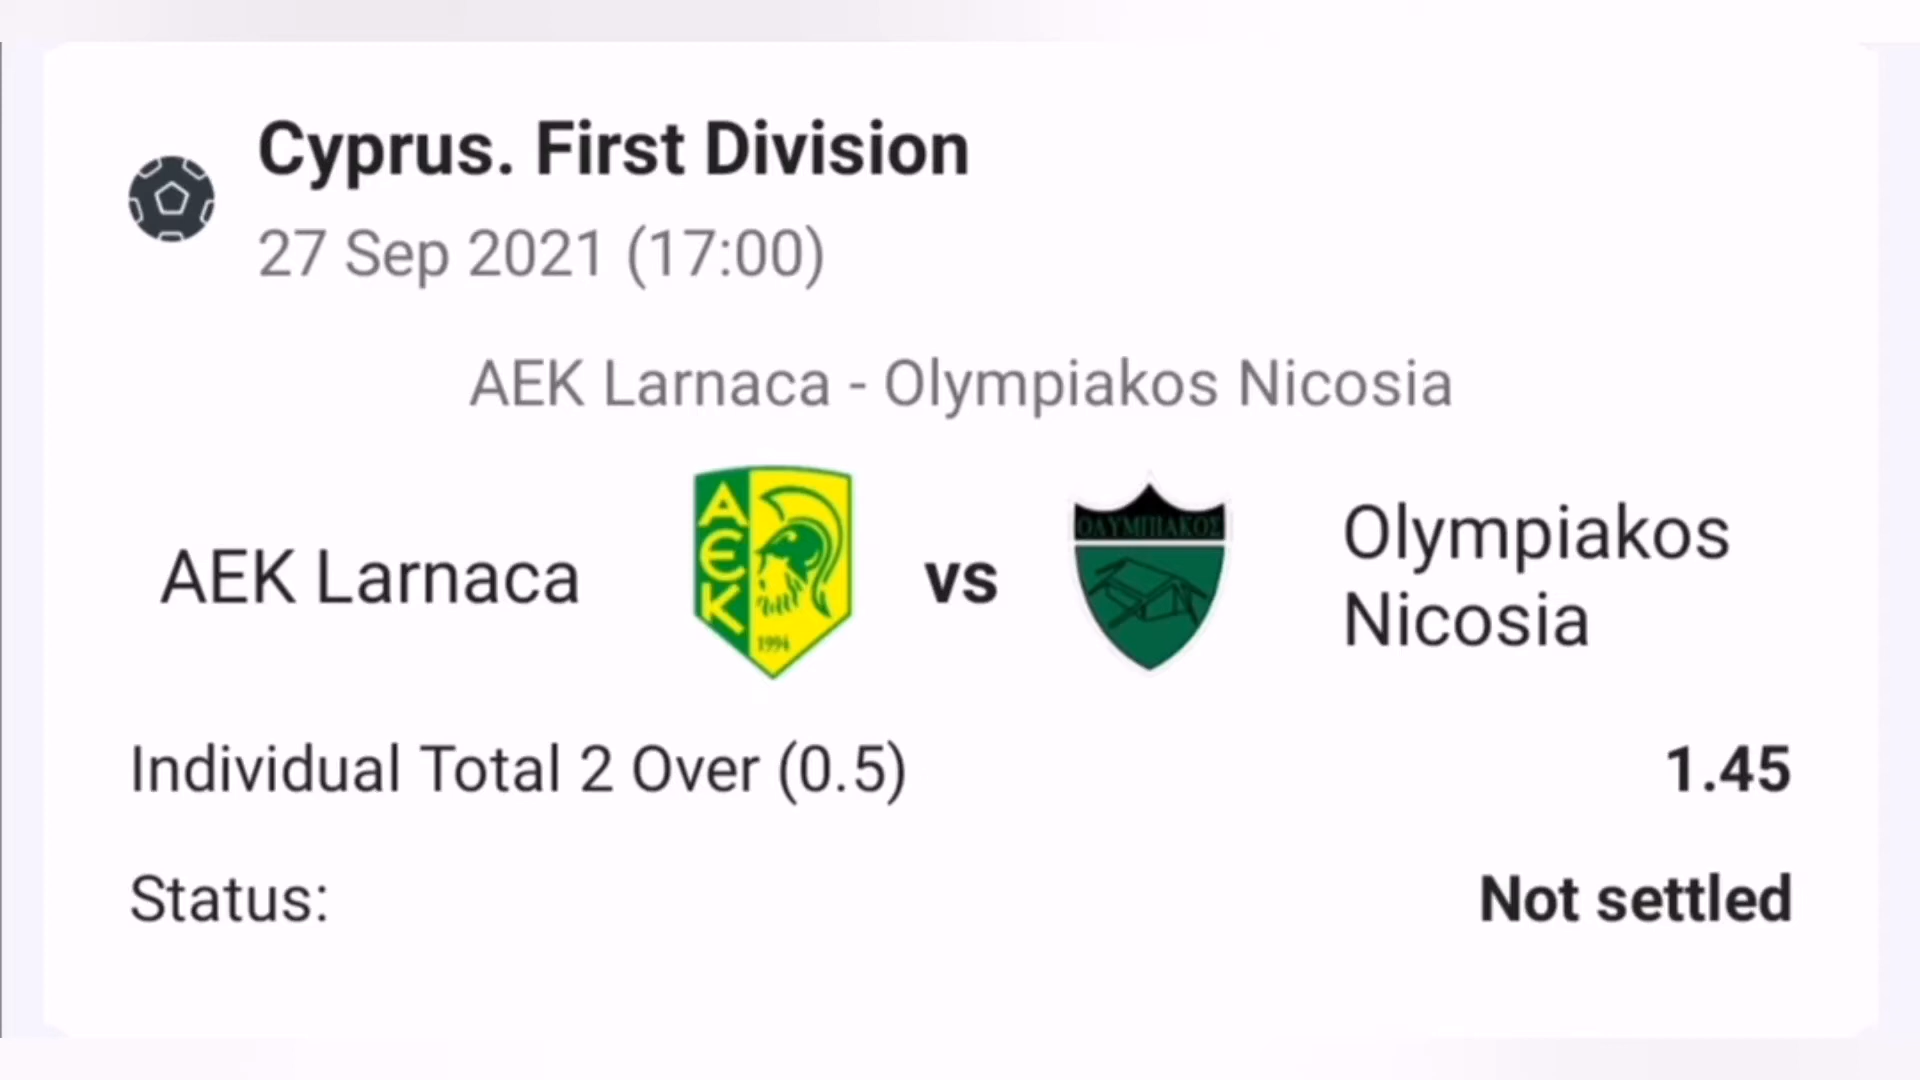 Cyprus. First Division
27 Sep 2021 (17:00)
AEK Larnaca - Olympiakos Nicosia
AEK Larnaca
Α
Ε
Κ
1994
vs
ΟΛΥΜΠΙΑΚΟΣ
Olympiakos
Nicosia
Individual Total 2 Over (0.5)
1.45
Status:
Not settled